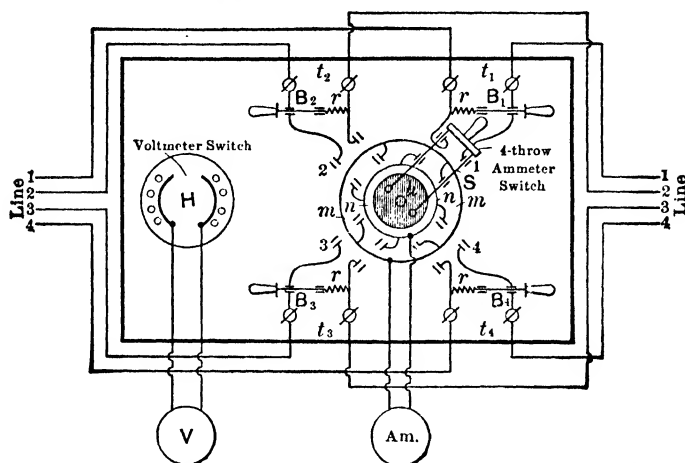 t₂ t₁
B₂ r r B₁
Voltmeter Switch
2 1
4-throw
Ammeter
Switch
S
H
u
m n n m
Line
1
2
3
4
Line
1
2
3
4
3 4
r r
B₃ B₄
t₃ t₄
V
Am.